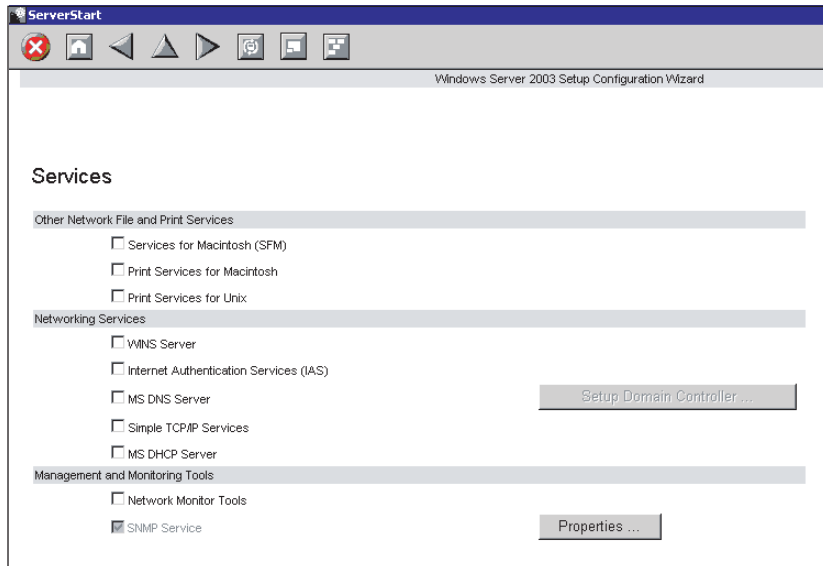 ServerStart
Windows Server 2003 Setup Configuration Wizard
Services
Other Network File and Print Services
Services for Macintosh (SFM)
Print Services for Macintosh
Print Services for Unix
Networking Services
WINS Server
Internet Authentication Services (IAS)
MS DNS Server
Setup Domain Controller ...
Simple TCP/IP Services
MS DHCP Server
Management and Monitoring Tools
Network Monitor Tools
SNMP Service
Properties ...